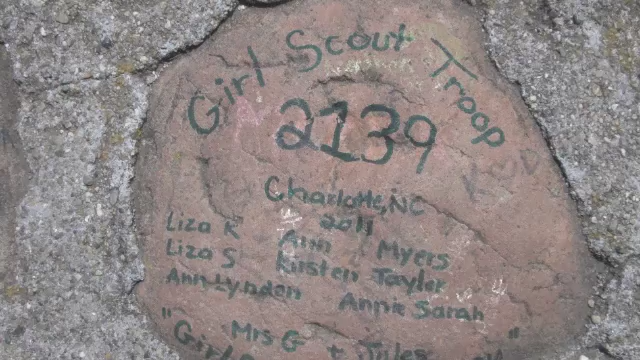 Girl Scout Troop
2139
Charlotte, NC
2011
Liza R Ann Myers
Liza S Kirsten Taylor
Ann Lynden Annie Sarah
Mrs G + Jules
"Girl